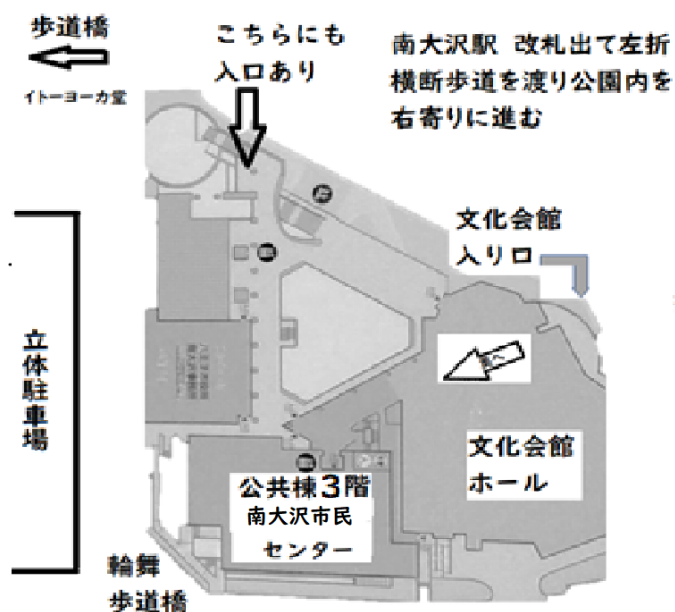 歩道橋
イトーヨーカ堂
こちらにも
入口あり
南大沢駅 改札出て左折
横断歩道を渡り公園内を
右寄りに進む
文化会館
入り口
立体駐車場
文化会館
ホール
公共棟3階
南大沢市民
センター
輪舞
歩道橋